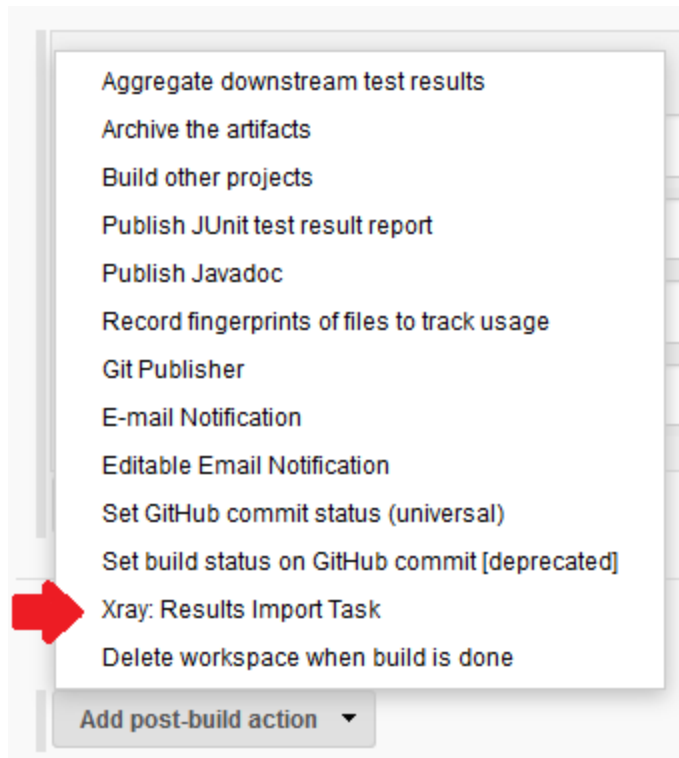 Aggregate downstream test results
Archive the artifacts
Build other projects
Publish JUnit test result report
Publish Javadoc
Record fingerprints of files to track usage
Git Publisher
E-mail Notification
Editable Email Notification
Set GitHub commit status (universal)
Set build status on GitHub commit [deprecated]
Xray: Results Import Task
Delete workspace when build is done
Add post-build action